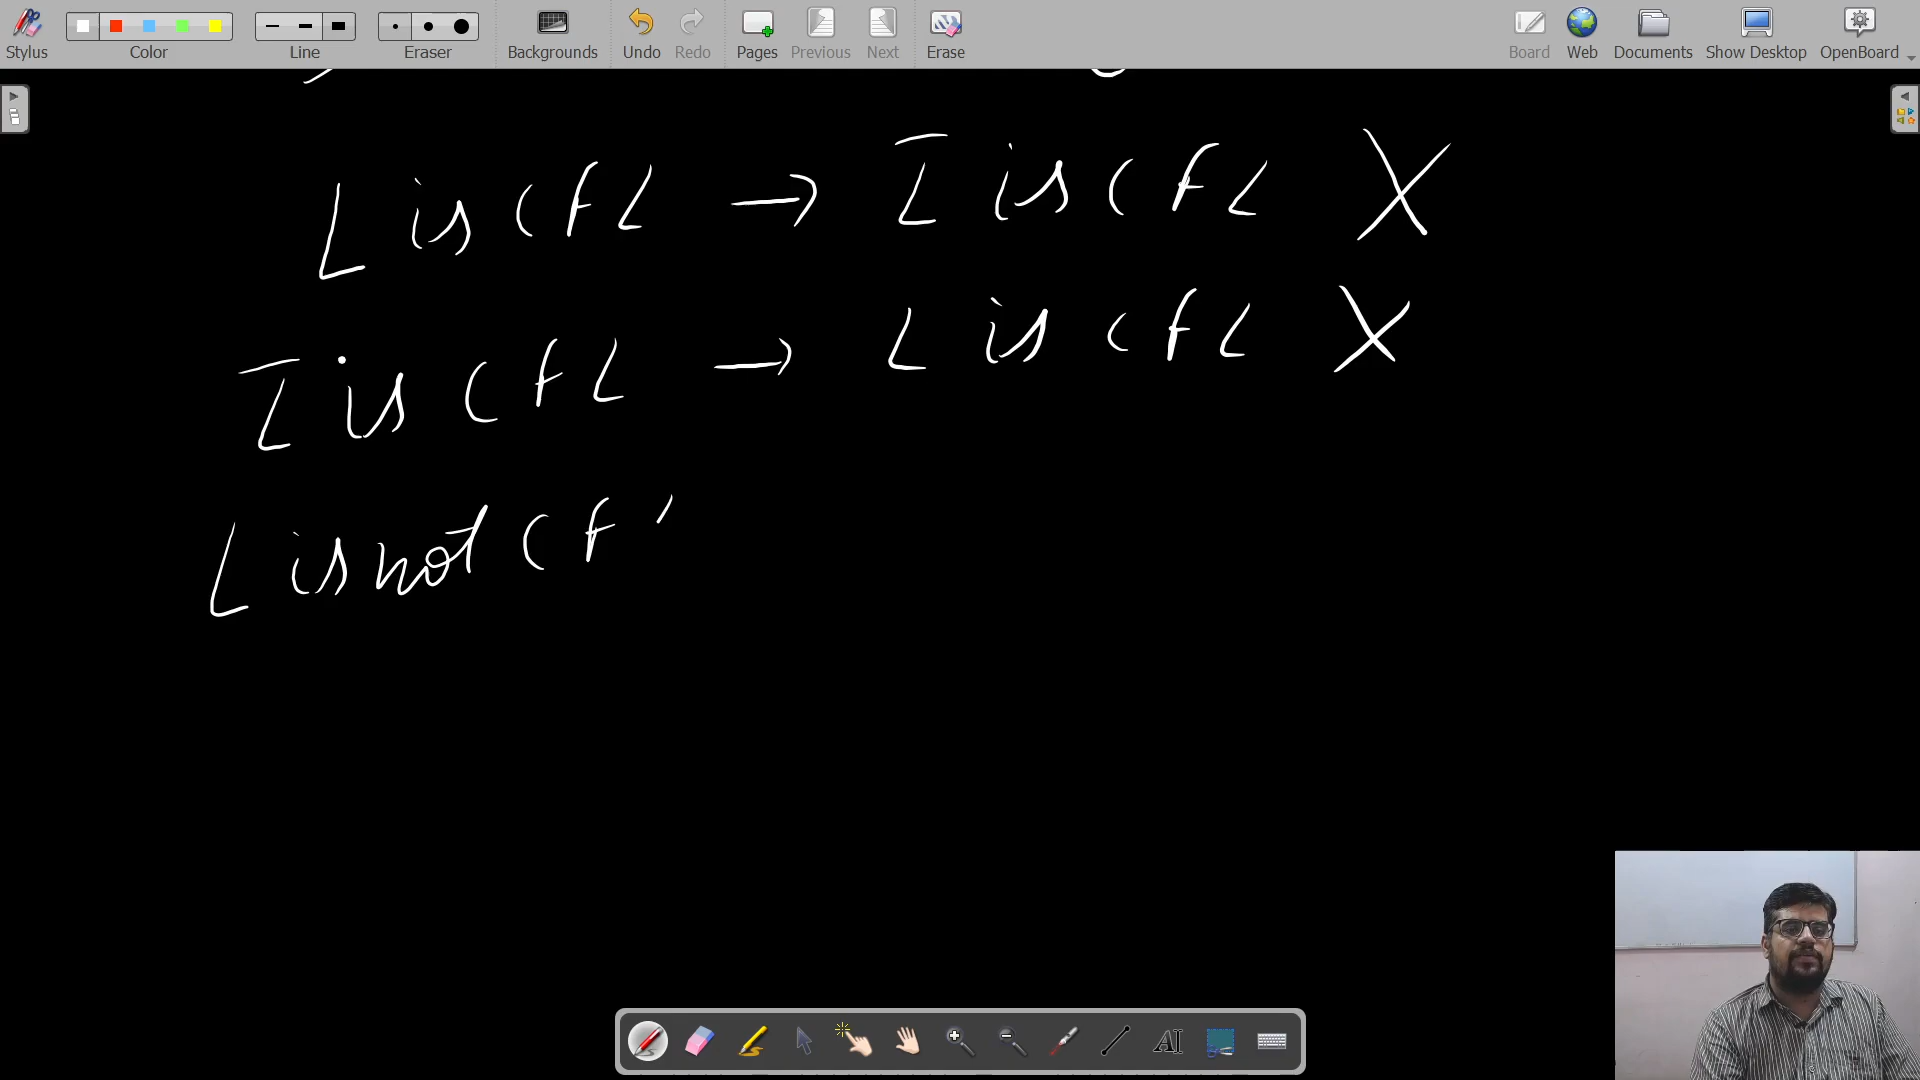 Stylus Color Line Eraser Backgrounds Undo Redo Pages Previous Next Erase Board Web Documents Show Desktop OpenBoard
L is CFL → L̅ is CFL X
L̅ is CFL → L is CFL X
L is not CF
AI